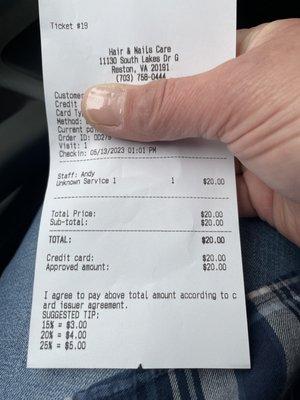 Ticket #19
Hair & Nails Care
11130 South Lakes Dr G
Reston, VA 20191
(703) 758-0444
Customer
Credit
Card Ty
Method:
Current po
Order ID: 00279
Visit: 1
Checkin: 05/13/2023 01:01 PM
Staff: Andy
Unknown Service 1 1 $20.00
Total Price: $20.00
Sub-total: $20.00
TOTAL: $20.00
Credit card: $20.00
Approved amount: $20.00
I agree to pay above total amount according to c
ard issuer agreement.
SUGGESTED TIP:
15% = $3.00
20% = $4.00
25% = $5.00